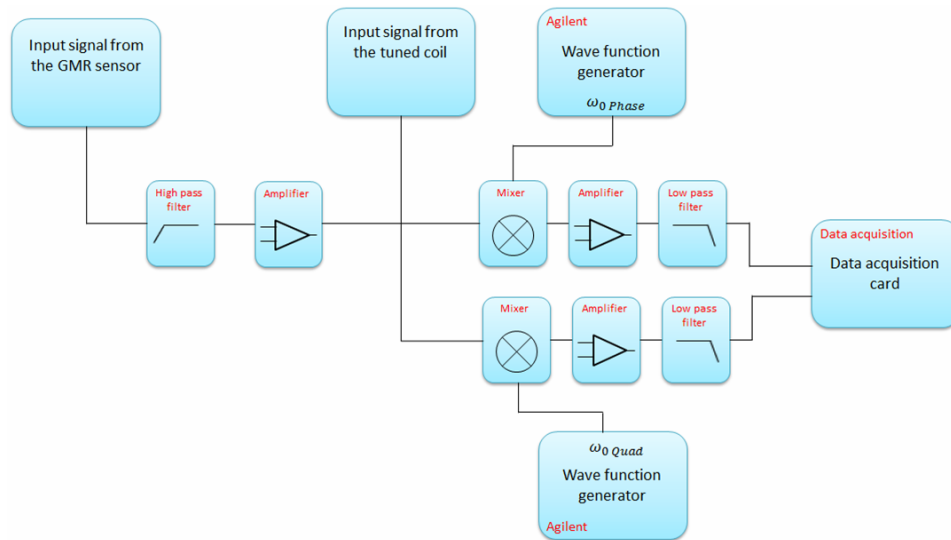 Input signal from
the GMR sensor
Input signal from
the tuned coil
Agilent
Wave function
generator
ω₀ Phase
High pass
filter
Amplifier
Mixer
Amplifier
Low pass
filter
Data acquisition
Data acquisition
card
Mixer
Amplifier
Low pass
filter
ω₀ Quad
Wave function
generator
Agilent